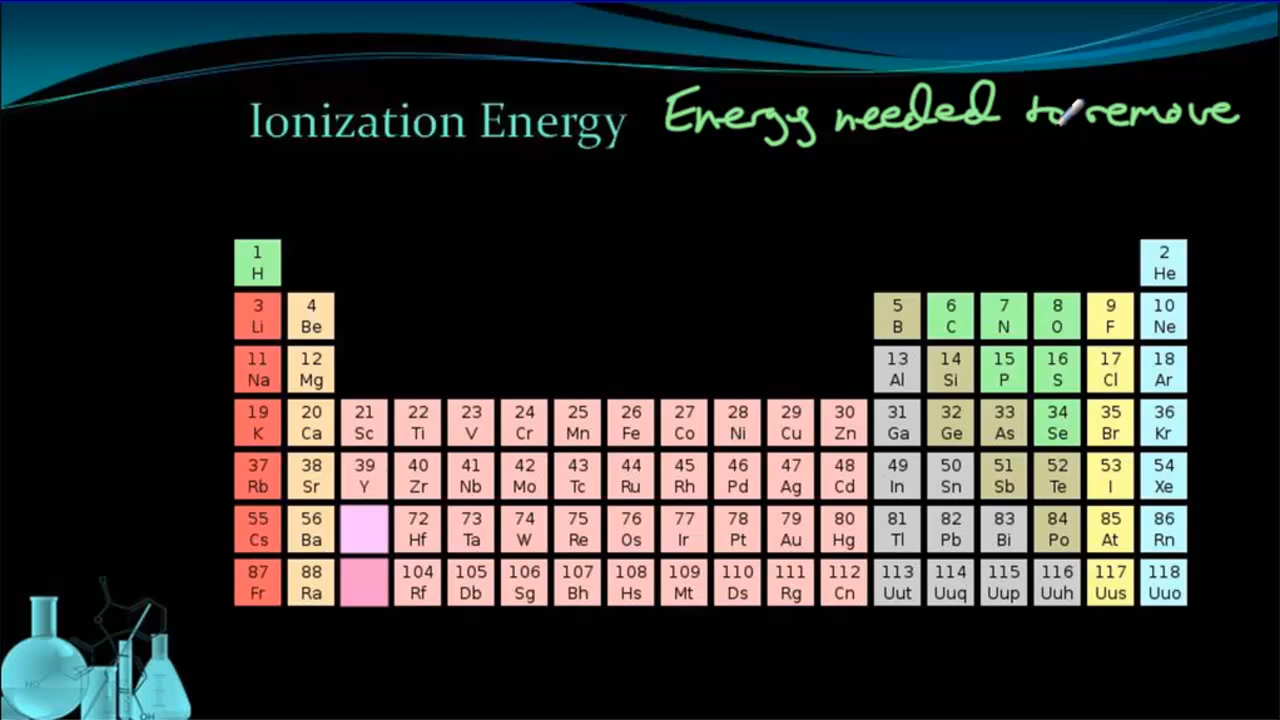 Ionization Energy Energy needed to remove
1 2
H He
3 4 5 6 7 8 9 10
Li Be B C N O F Ne
11 12 13 14 15 16 17 18
Na Mg Al Si P S Cl Ar
19 20 21 22 23 24 25 26 27 28 29 30 31 32 33 34 35 36
K Ca Sc Ti V Cr Mn Fe Co Ni Cu Zn Ga Ge As Se Br Kr
37 38 39 40 41 42 43 44 45 46 47 48 49 50 51 52 53 54
Rb Sr Y Zr Nb Mo Tc Ru Rh Pd Ag Cd In Sn Sb Te I Xe
55 56 72 73 74 75 76 77 78 79 80 81 82 83 84 85 86
Cs Ba Hf Ta W Re Os Ir Pt Au Hg Tl Pb Bi Po At Rn
87 88 104 105 106 107 108 109 110 111 112 113 114 115 116 117 118
Fr Ra Rf Db Sg Bh Hs Mt Ds Rg Cn Uut Uuq Uup Uuh Uus Uuo
HO
OH